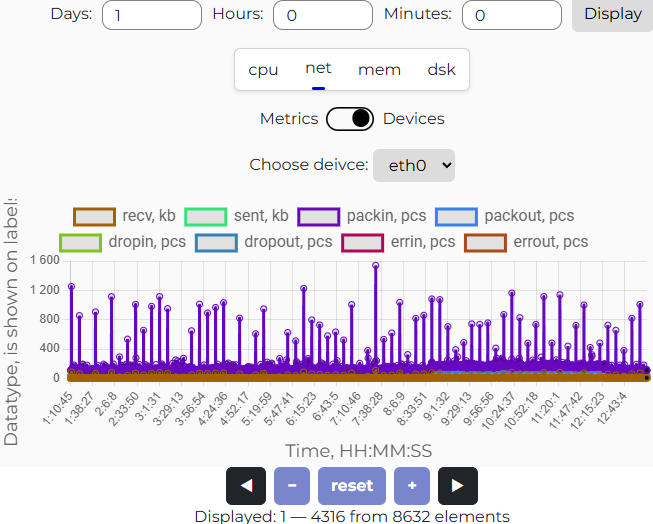 Days: 1 Hours: 0 Minutes: 0 Display
cpu net mem dsk
Metrics Devices
Choose deivce: eth0
recv, kb sent, kb packin, pcs packout, pcs
dropin, pcs dropout, pcs errin, pcs errout, pcs
Datatype, is shown on label!
1 600
1 200
800
400
0
1:10:45 1:38:27 2:6:8 2:33:50 3:1:31 3:29:13 3:56:54 4:24:36 4:52:17 5:19:59 5:47:41 6:15:23 6:43:5 7:10:46 7:38:28 8:6:9 8:33:51 9:1:32 9:29:13 9:56:56 10:24:37 10:52:18 11:20:1 11:47:42 12:15:23 12:43:4
Time, HH:MM:SS
◀ − reset + ▶
Displayed: 1 — 4316 from 8632 elements